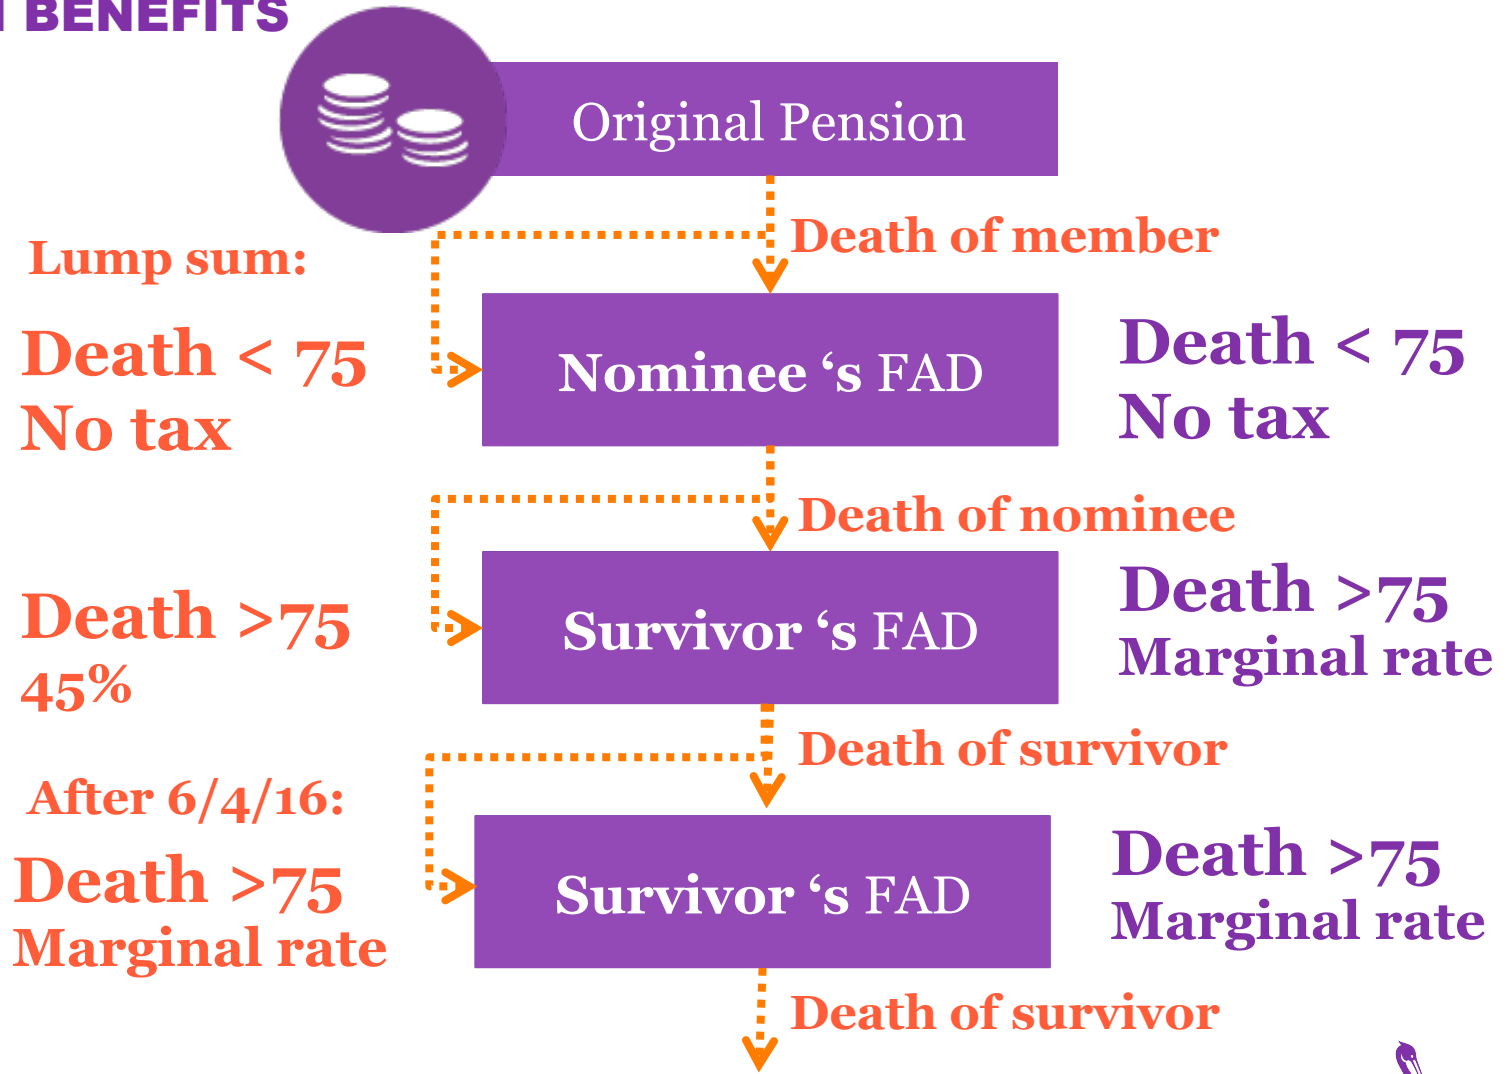 BENEFITS
Original Pension
Death of member
Lump sum:
Death < 75
No tax
Nominee ‘s FAD
Death < 75
No tax
Death of nominee
Death >75
45%
Survivor ‘s FAD
Death >75
Marginal rate
Death of survivor
After 6/4/16:
Death >75
Marginal rate
Survivor ‘s FAD
Death >75
Marginal rate
Death of survivor